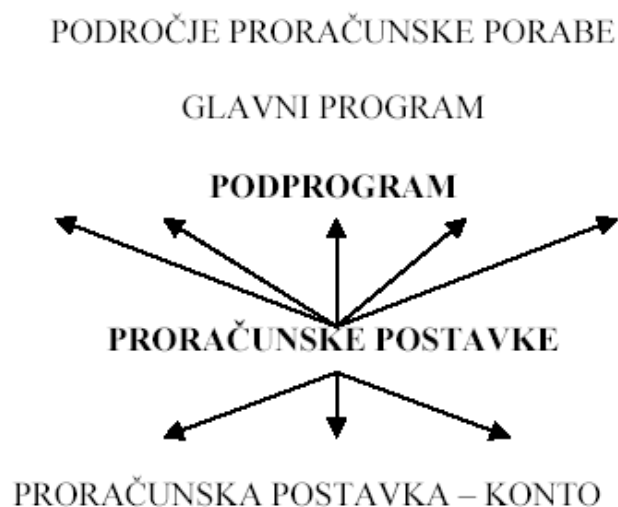 PODROČJE PRORAČUNSKE PORABE
GLAVNI PROGRAM
PODPROGRAM
PRORAČUNSKE POSTAVKE
PRORAČUNSKA POSTAVKA – KONTO